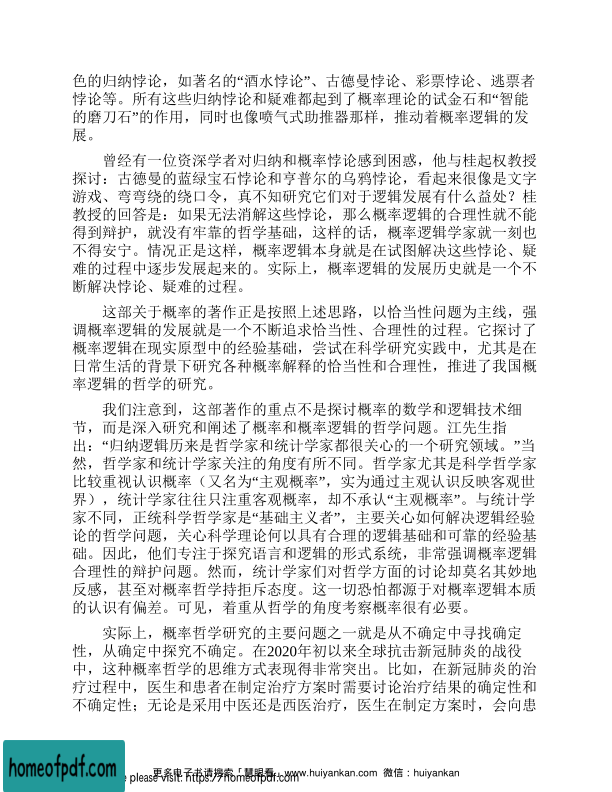 色的归纳悖论，如著名的“酒水悖论”、古德曼悖论、彩票悖论、逃票者
悖论等。所有这些归纳悖论和疑难都起到了概率理论的试金石和“智能
的磨刀石”的作用，同时也像喷气式助推器那样，推动着概率逻辑的发
展。
曾经有一位资深学者对归纳和概率悖论感到困惑，他与桂起权教授
探讨：古德曼的蓝绿宝石悖论和亨普尔的乌鸦悖论，看起来很像是文字
游戏、弯弯绕的绕口令，真不知研究它们对于逻辑发展有什么益处？桂
教授的回答是：如果无法消解这些悖论，那么概率逻辑的合理性就不能
得到辩护，就没有牢靠的哲学基础，这样的话，概率逻辑学家就一刻也
不得安宁。情况正是这样，概率逻辑本身就是在试图解决这些悖论、疑
难的过程中逐步发展起来的。实际上，概率逻辑的发展历史就是一个不
断解决悖论、疑难的过程。
这部关于概率的著作正是按照上述思路，以恰当性问题为主线，强
调概率逻辑的发展就是一个不断追求恰当性、合理性的过程。它探讨了
概率逻辑在现实原型中的经验基础，尝试在科学研究实践中，尤其是在
日常生活的背景下研究各种概率解释的恰当性和合理性，推进了我国概
率逻辑的哲学的研究。
我们注意到，这部著作的重点不是探讨概率的数学和逻辑技术细
节，而是深入研究和阐述了概率和概率逻辑的哲学问题。江先生指
出：“归纳逻辑历来是哲学家和统计学家都很关心的一个研究领域。”当
然，哲学家和统计学家关注的角度有所不同。哲学家尤其是科学哲学家
比较重视认识概率（又名为“主观概率”，实为通过主观认识反映客观世
界），统计学家往往只注重客观概率，却不承认“主观概率”。与统计学
家不同，正统科学哲学家是“基础主义者”，主要关心如何解决逻辑经验
论的哲学问题，关心科学理论何以具有合理的逻辑基础和可靠的经验基
础。因此，他们专注于探究语言和逻辑的形式系统，非常强调概率逻辑
合理性的辩护问题。然而，统计学家们对哲学方面的讨论却莫名其妙地
反感，甚至对概率哲学持拒斥态度。这一切恐怕都源于对概率逻辑本质
的认识有偏差。可见，着重从哲学的角度考察概率很有必要。
实际上，概率哲学研究的主要问题之一就是从不确定中寻找确定
性，从确定中探究不确定。在2020年初以来全球抗击新冠肺炎的战役
中，这种概率哲学的思维方式表现得非常突出。比如，在新冠肺炎的治
疗过程中，医生和患者在制定治疗方案时需要讨论治疗结果的确定性和
不确定性；无论是采用中医还是西医治疗，医生在制定方案时，会向患
homeofpdf.com
更多电子书请搜索「慧眼看」www.huiyankan.com 微信：huiyankan
e please visit: https://homeofpdf.com